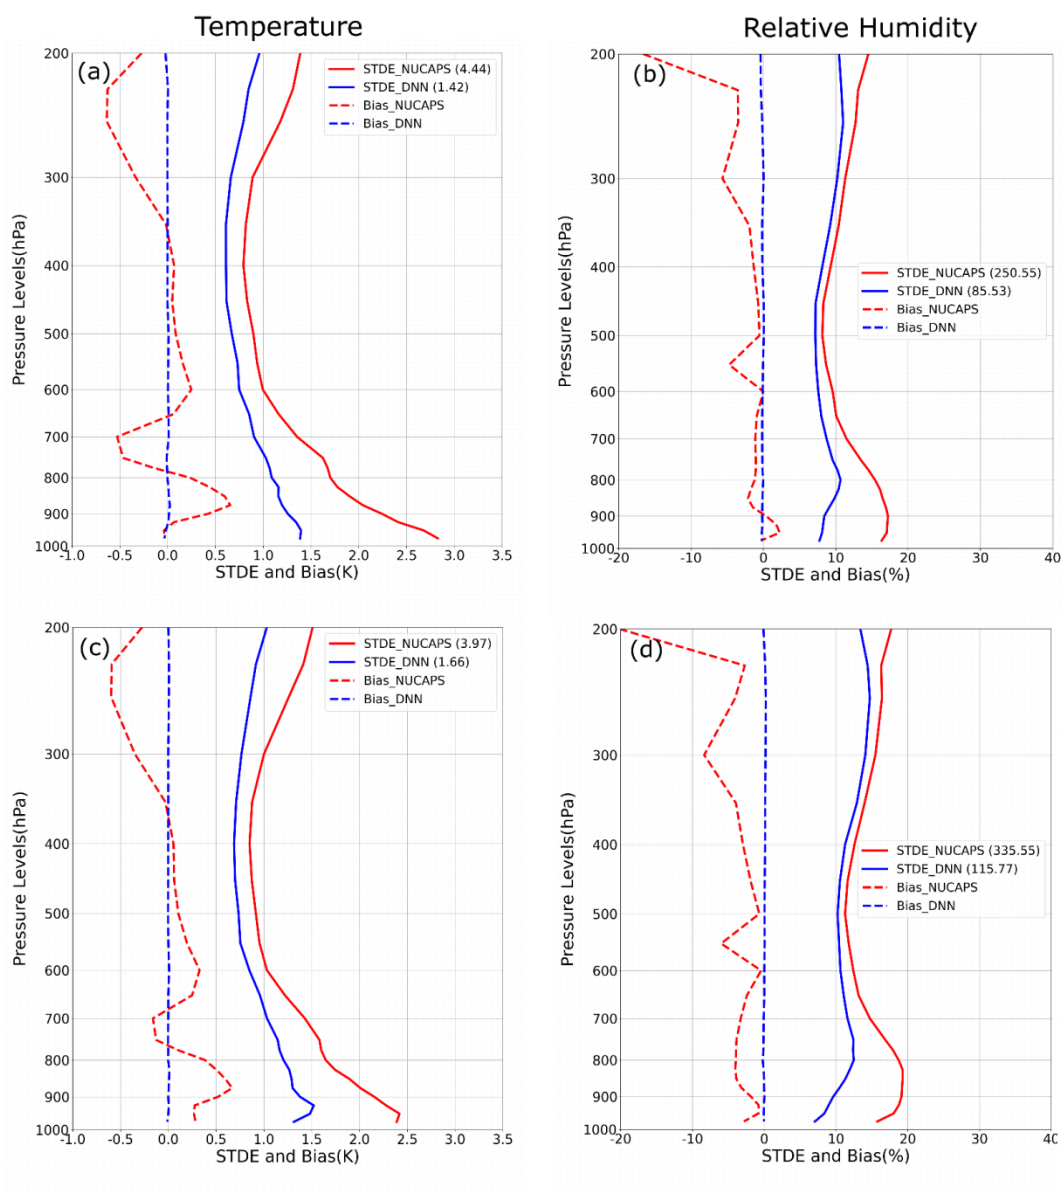 Temperature
Relative Humidity
(a)
STDE_NUCAPS (4.44)
STDE_DNN (1.42)
Bias_NUCAPS
Bias_DNN
200
300
400
500
600
700
800
900
1000
Pressure Levels(hPa)
-1.0 -0.5 0.0 0.5 1.0 1.5 2.0 2.5 3.0 3.5
STDE and Bias(K)
(b)
STDE_NUCAPS (250.55)
STDE_DNN (85.53)
Bias_NUCAPS
Bias_DNN
200
300
400
500
600
700
800
900
1000
Pressure Levels(hPa)
-20 -10 0 10 20 30 40
STDE and Bias(%)
(c)
STDE_NUCAPS (3.97)
STDE_DNN (1.66)
Bias_NUCAPS
Bias_DNN
200
300
400
500
600
700
800
900
1000
Pressure Levels(hPa)
-1.0 -0.5 0.0 0.5 1.0 1.5 2.0 2.5 3.0 3.5
STDE and Bias(K)
(d)
STDE_NUCAPS (335.55)
STDE_DNN (115.77)
Bias_NUCAPS
Bias_DNN
200
300
400
500
600
700
800
900
1000
Pressure Levels(hPa)
-20 -10 0 10 20 30 40
STDE and Bias(%)